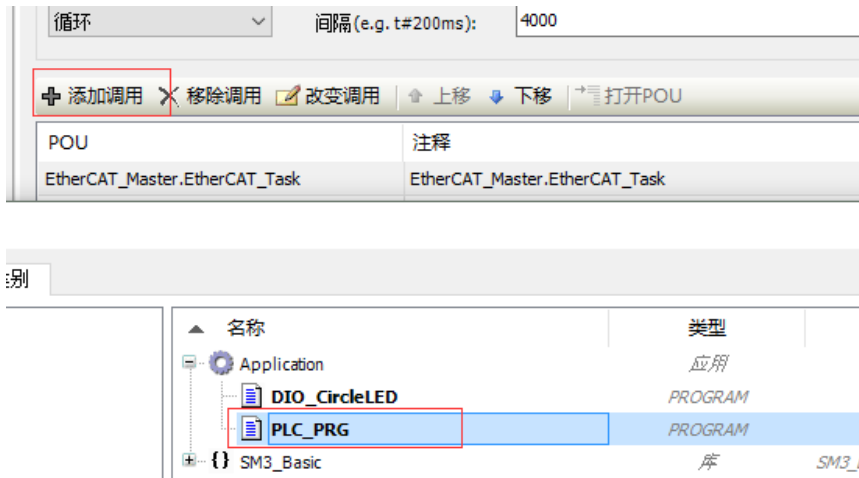 循环 间隔(e.g. t#200ms): 4000
添加调用 移除调用 改变调用 上移 下移 打开POU
POU 注释
EtherCAT_Master.EtherCAT_Task EtherCAT_Master.EtherCAT_Task
别
名称 类型
Application 应用
DIO_CircleLED PROGRAM
PLC_PRG PROGRAM
SM3_Basic 库 SM3_